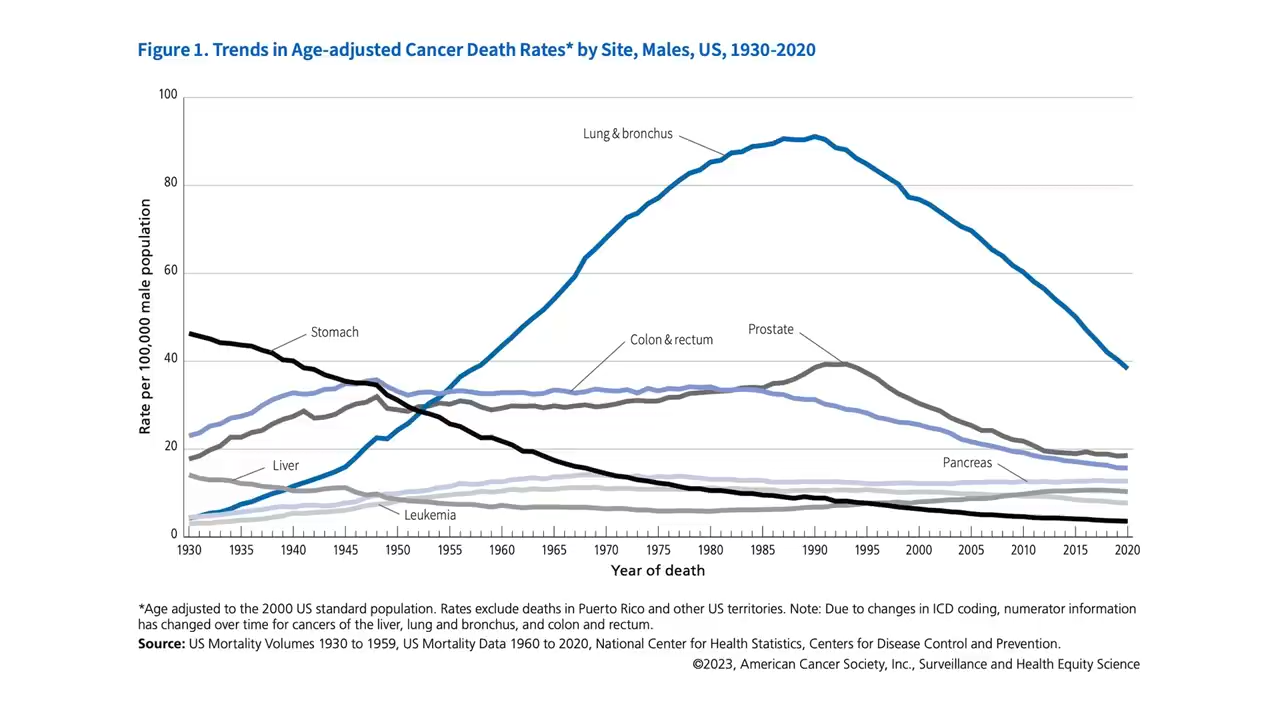 Figure 1. Trends in Age-adjusted Cancer Death Rates* by Site, Males, US, 1930-2020
100
80
60
40
20
0
Rate per 100,000 male population
Lung & bronchus
Stomach
Colon & rectum
Prostate
Liver
Pancreas
Leukemia
1930 1935 1940 1945 1950 1955 1960 1965 1970 1975 1980 1985 1990 1995 2000 2005 2010 2015 2020
Year of death
*Age adjusted to the 2000 US standard population. Rates exclude deaths in Puerto Rico and other US territories. Note: Due to changes in ICD coding, numerator information
has changed over time for cancers of the liver, lung and bronchus, and colon and rectum.
Source: US Mortality Volumes 1930 to 1959, US Mortality Data 1960 to 2020, National Center for Health Statistics, Centers for Disease Control and Prevention.
©2023, American Cancer Society, Inc., Surveillance and Health Equity Science